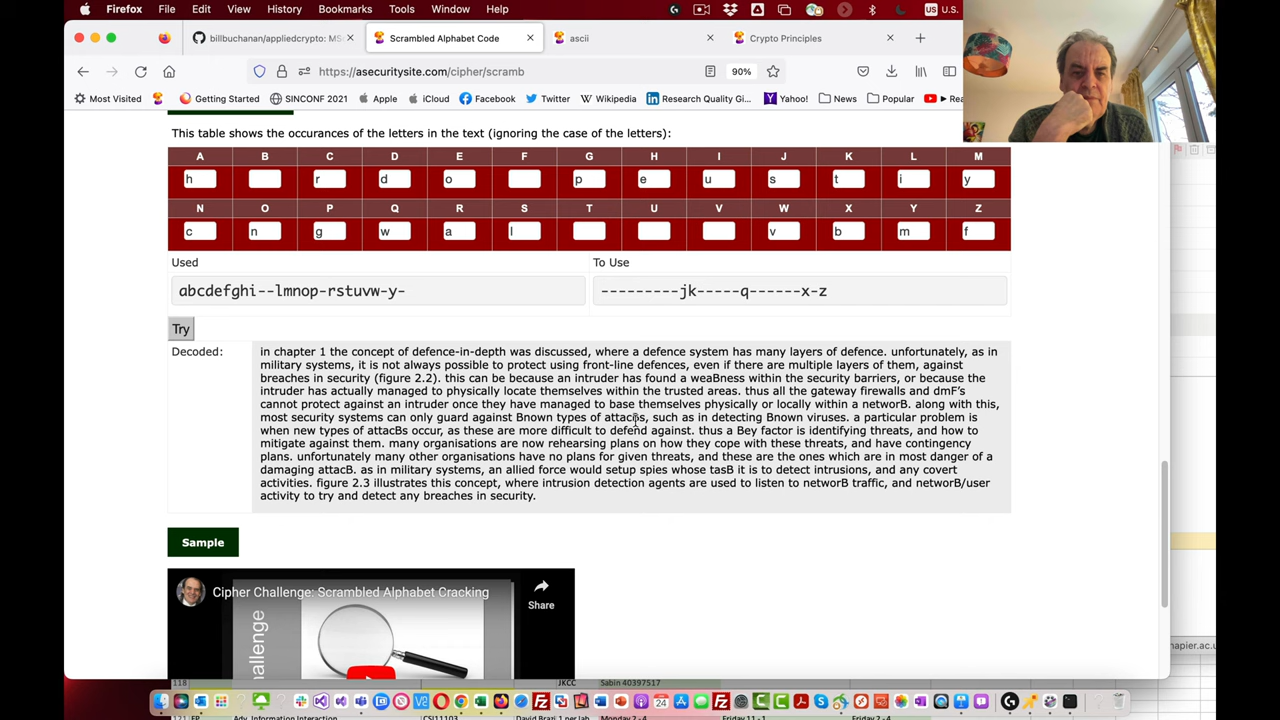 Firefox File Edit View History Bookmarks Tools Window Help U.S.
billbuchanan/appliedcrypto: MS Scrambled Alphabet Code ascii Crypto Principles
https://asecuritysite.com/cipher/scramb 90%
Most Visited Getting Started SINCONF 2021 Apple iCloud Facebook Twitter Wikipedia Research Quality Gi... Yahoo! News Popular
This table shows the occurances of the letters in the text (ignoring the case of the letters):
A B C D E F G H I J K L M
h r d o p e u s t i y
N O P Q R S T U V W X Y Z
c n g w a l v b m f
Used To Use
abcdefghi--lmnop-rstuvw-y- ---------jk-----q------x-z
Try
Decoded:
in chapter 1 the concept of defence-in-depth was discussed, where a defence system has many layers of defence. unfortunately, as in
military systems, it is not always possible to protect using front-line defences, even if there are multiple layers of them, against
breaches in security (figure 2.2). this can be because an intruder has found a weaBness within the security barriers, or because the
intruder has actually managed to physically locate themselves within the trusted areas. thus all the gateway firewalls and dmF's
cannot protect against an intruder once they have managed to base themselves physically or locally within a networB. along with this,
most security systems can only guard against Bnown types of attacBs, such as in detecting Bnown viruses. a particular problem is
when new types of attacBs occur, as these are more difficult to defend against. thus a Bey factor is identifying threats, and how to
mitigate against them. many organisations are now rehearsing plans on how they cope with these threats, and have contingency
plans. unfortunately many other organisations have no plans for given threats, and these are the ones which are in most danger of a
damaging attacB. as in military systems, an allied force would setup spies whose tasB it is to detect intrusions, and any covert
activities. figure 2.3 illustrates this concept, where intrusion detection agents are used to listen to networB traffic, and networB/user
activity to try and detect any breaches in security.
Sample
Cipher Challenge: Scrambled Alphabet Cracking
Share
napier.ac.u
118 JKCC Sabin 40397517